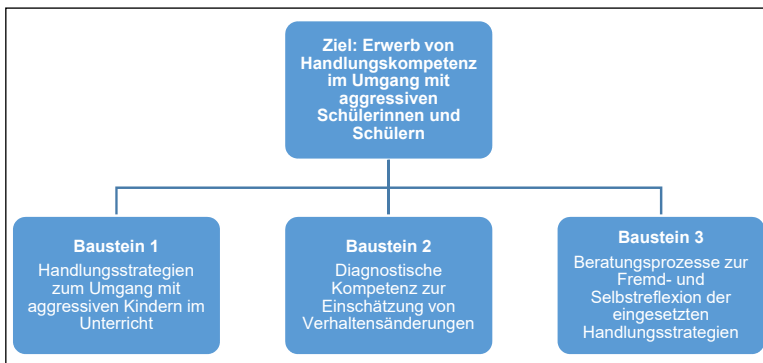 Ziel: Erwerb von
Handlungskompetenz
im Umgang mit
aggressiven
Schülerinnen und
Schülern
Baustein 1
Handlungsstrategien
zum Umgang mit
aggressiven Kindern im
Unterricht
Baustein 2
Diagnostische
Kompetenz zur
Einschätzung von
Verhaltensänderungen
Baustein 3
Beratungsprozesse zur
Fremd- und
Selbstreflexion der
eingesetzten
Handlungsstrategien